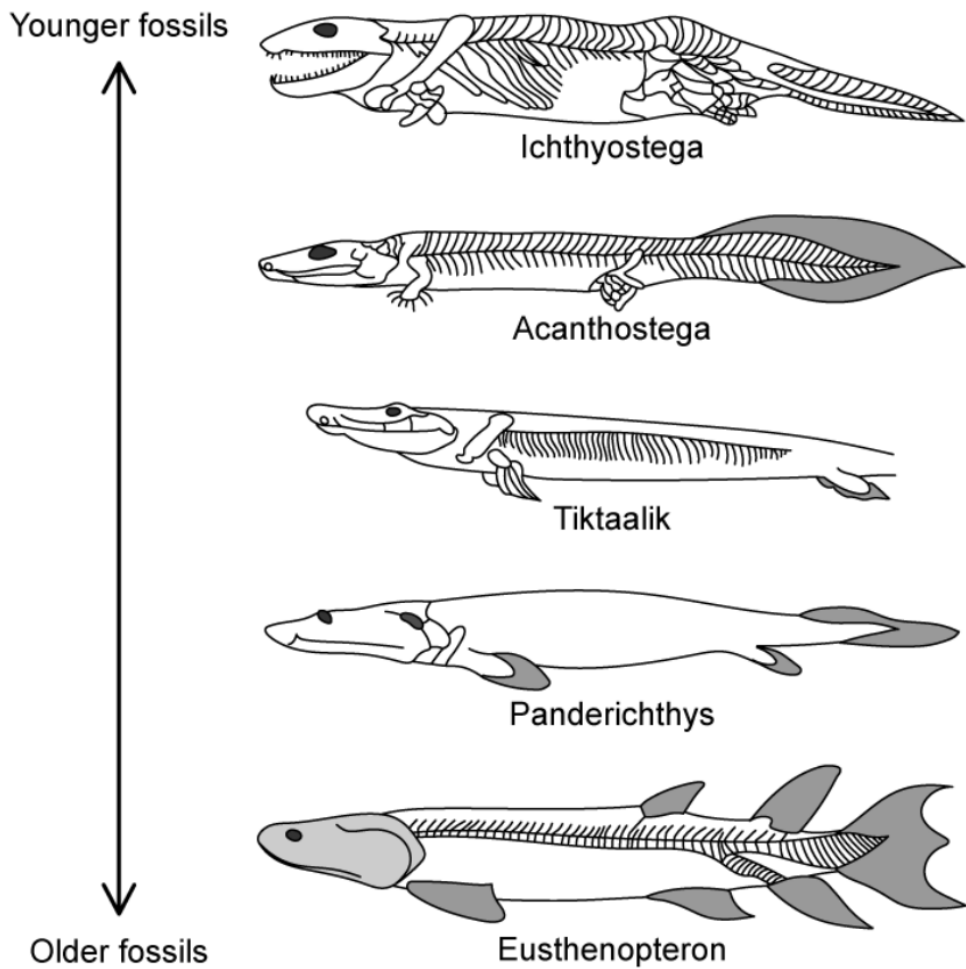 Younger fossils
Ichthyostega
Acanthostega
Tiktaalik
Panderichthys
Eusthenopteron
Older fossils